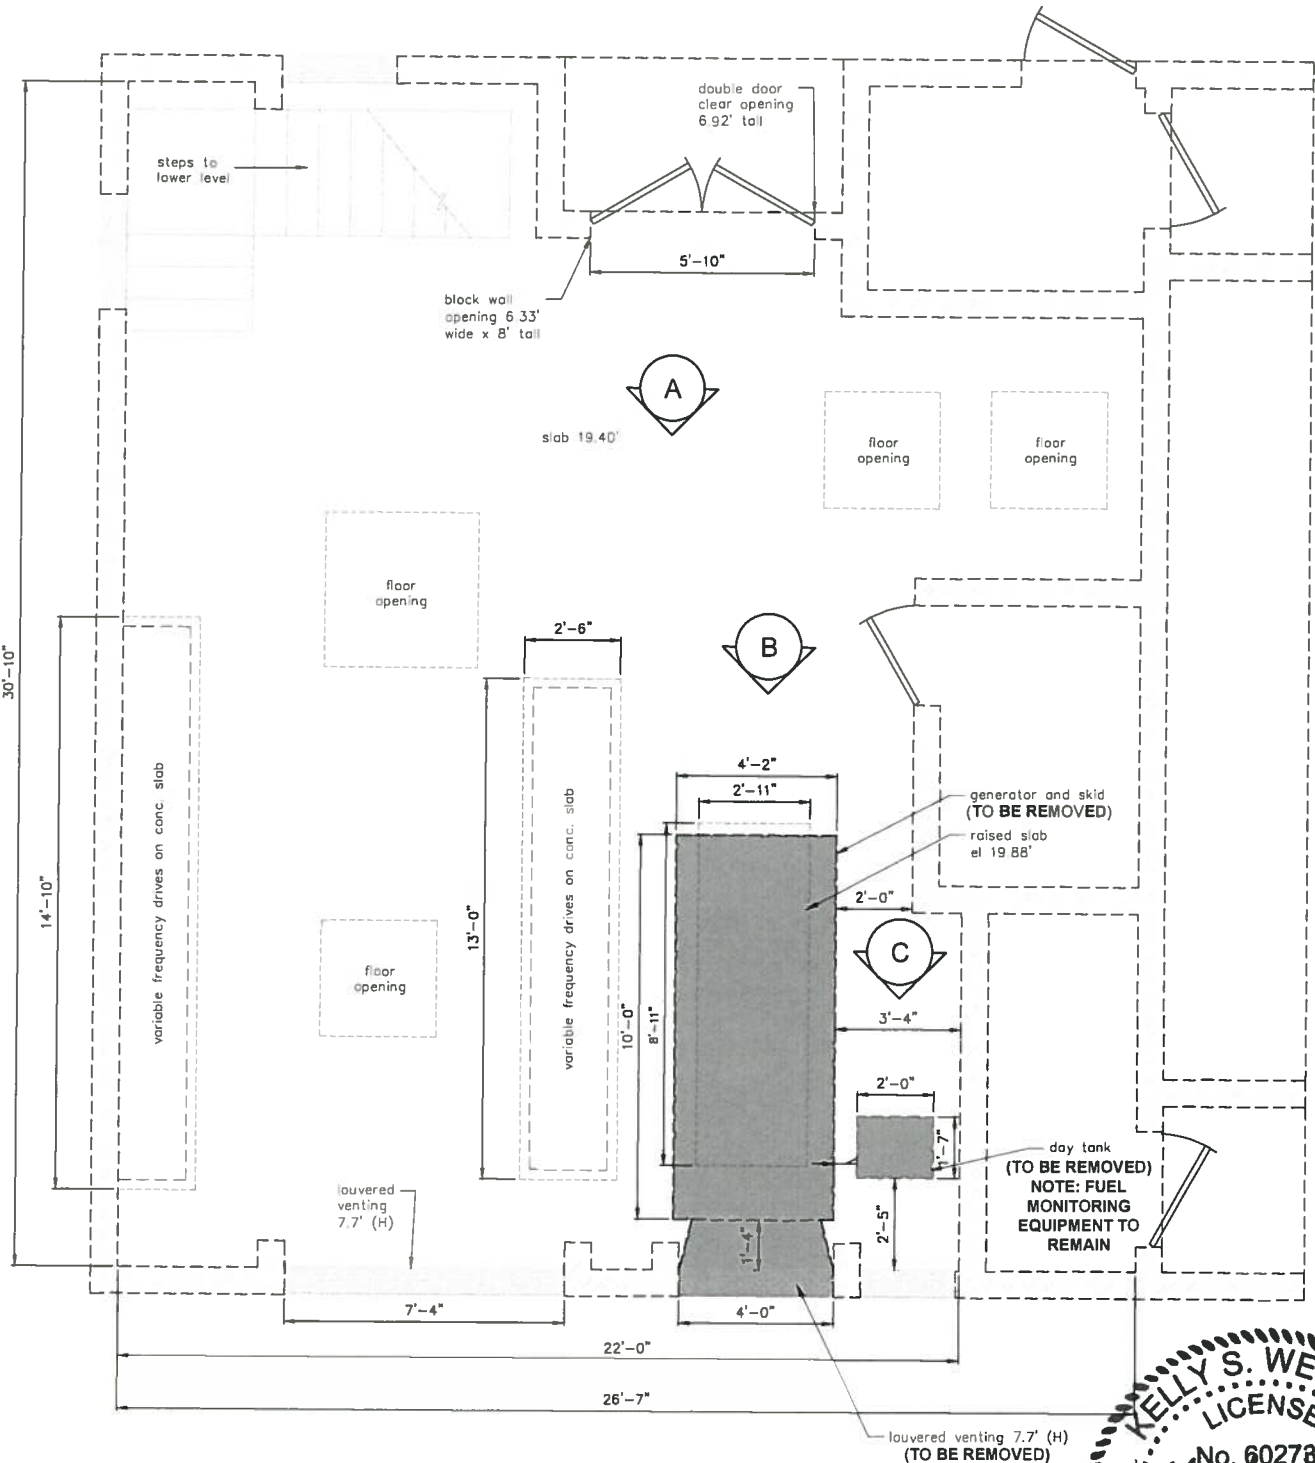 double door
clear opening
6.92' tall
steps to
lower level
5'-10"
block wall
opening 6.33'
wide x 8' tall
A
slab 19.40'
floor
opening
floor
opening
floor
opening
30'-10"
2'-6"
B
4'-2"
2'-11"
generator and skid
(TO BE REMOVED)
raised slab
el 19.88'
14'-10"
variable frequency drives on conc. slab
13'-0"
variable frequency drives on conc. slab
2'-0"
C
floor
opening
10'-0"
8'-11"
3'-4"
2'-0"
1'-7"
day tank
(TO BE REMOVED)
NOTE: FUEL
MONITORING
EQUIPMENT TO
REMAIN
louvered
venting
7.7' (H)
1'-4"
2'-5"
7'-4"
4'-0"
22'-0"
26'-7"
louvered venting 7.7' (H)
(TO BE REMOVED)
KELLY S. WE
LICENSE
No. 60273